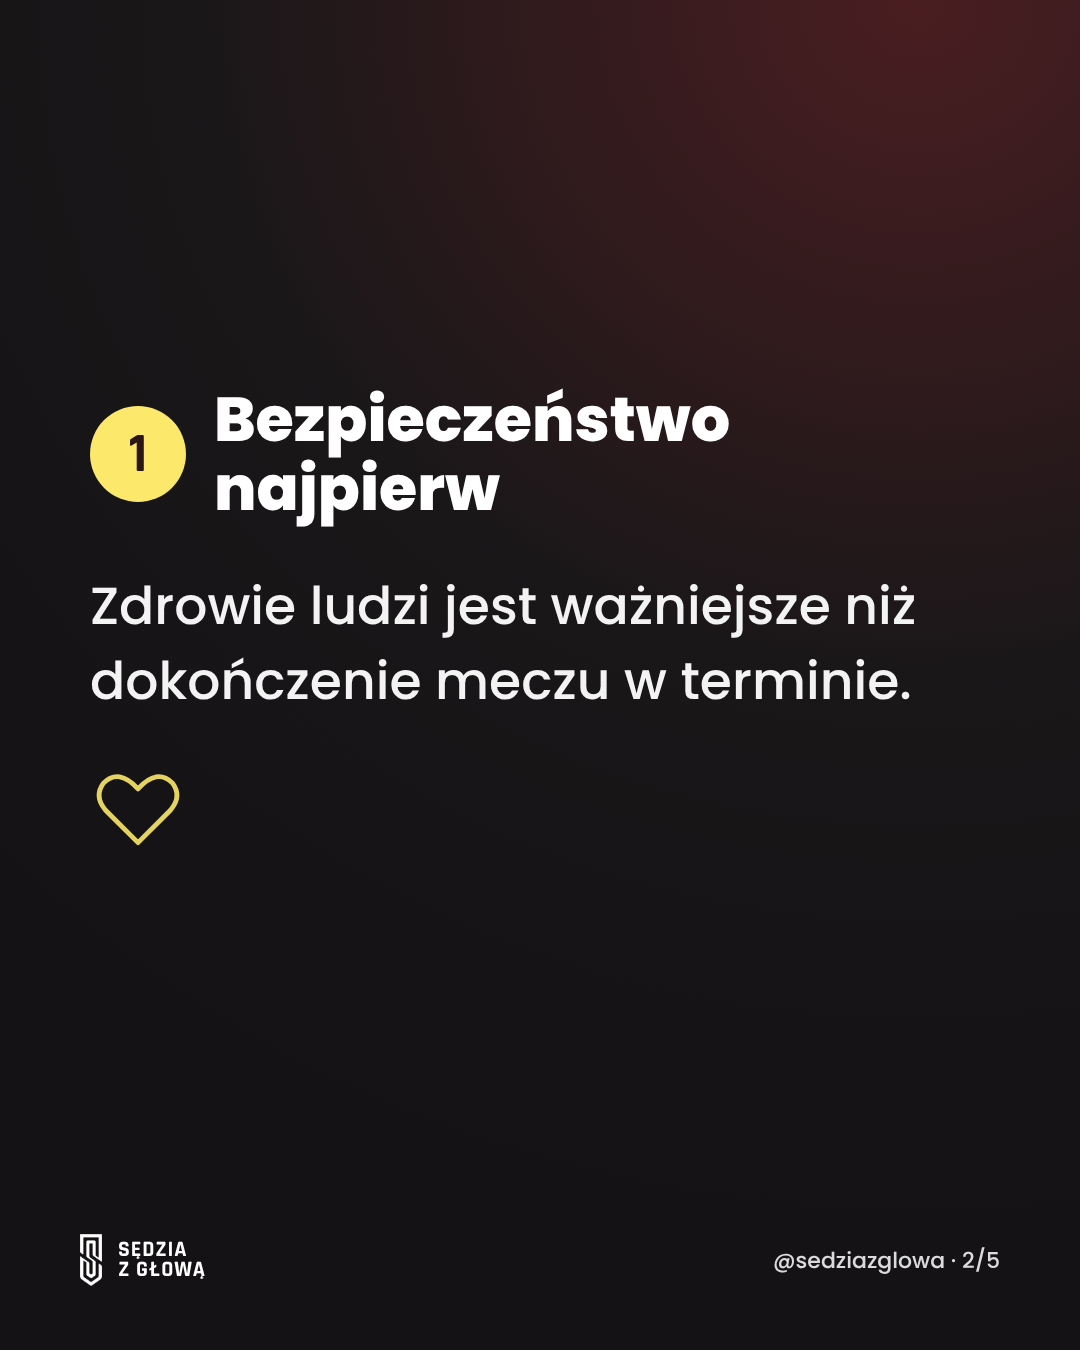 1
Bezpieczeństwo
najpierw
Zdrowie ludzi jest ważniejsze niż
dokończenie meczu w terminie.
SĘDZIA
Z GŁOWĄ
@sedziazglowa · 2/5